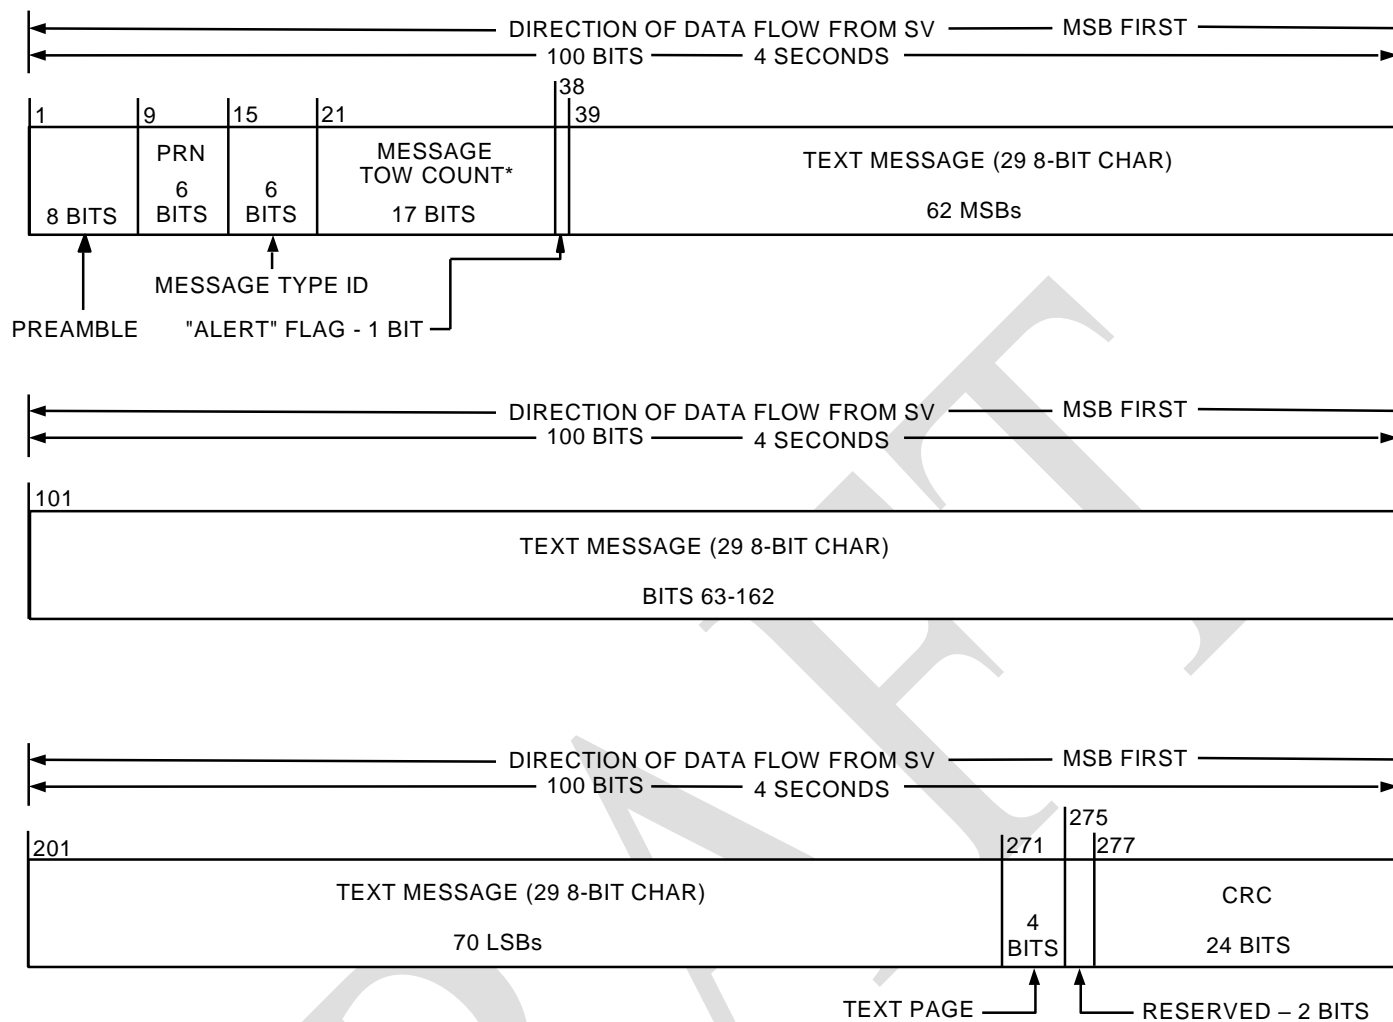 DIRECTION OF DATA FLOW FROM SV MSB FIRST
100 BITS 4 SECONDS
38
1 9 15 21 39
PRN
6
BITS
MESSAGE
TOW COUNT*
17 BITS
TEXT MESSAGE (29 8-BIT CHAR)
62 MSBs
8 BITS
6
BITS
MESSAGE TYPE ID
PREAMBLE "ALERT" FLAG - 1 BIT
DIRECTION OF DATA FLOW FROM SV MSB FIRST
100 BITS 4 SECONDS
101
TEXT MESSAGE (29 8-BIT CHAR)
BITS 63-162
DIRECTION OF DATA FLOW FROM SV MSB FIRST
100 BITS 4 SECONDS
275
201 271 277
TEXT MESSAGE (29 8-BIT CHAR)
70 LSBs
4
BITS
CRC
24 BITS
TEXT PAGE RESERVED – 2 BITS
RAFT